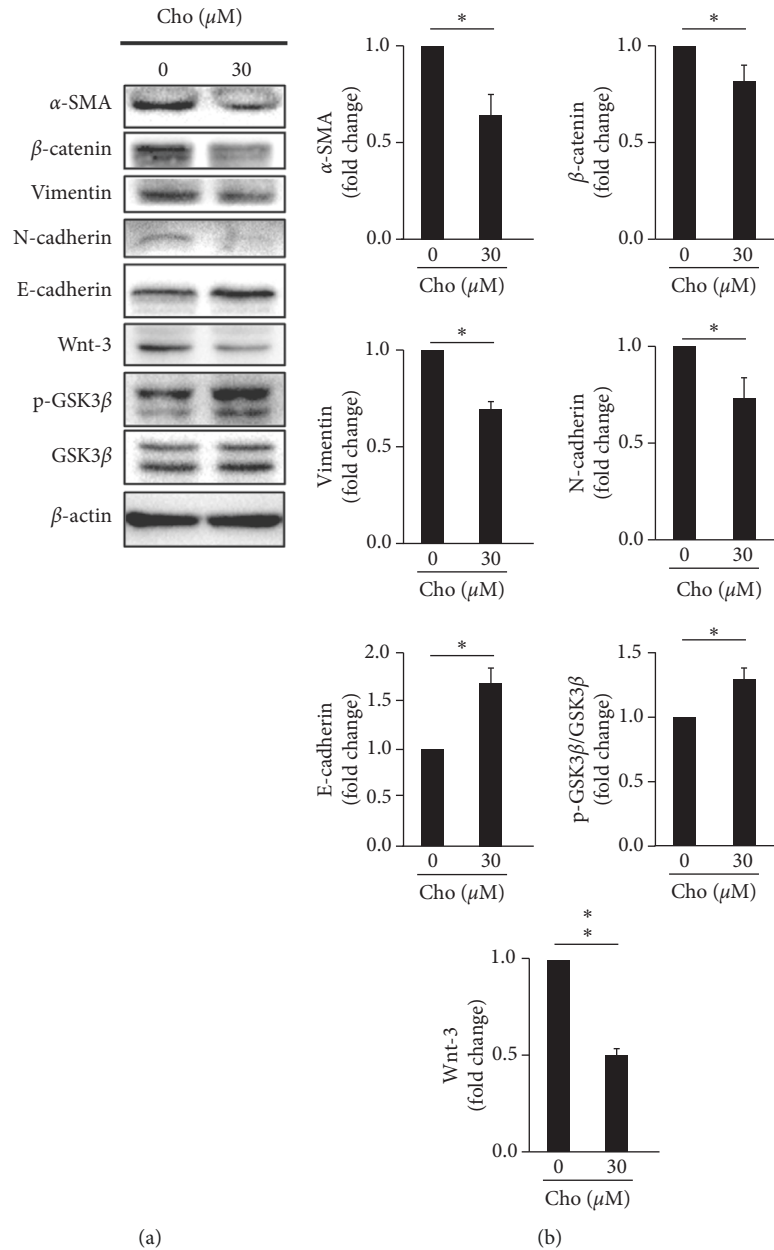 Cho (μM)
0 30
α-SMA
β-catenin
Vimentin
N-cadherin
E-cadherin
Wnt-3
p-GSK3β
GSK3β
β-actin
(a)
*
1.0
0.5
0.0
α-SMA
(fold change)
0 30
Cho (μM)
*
1.0
0.5
0.0
β-catenin
(fold change)
0 30
Cho (μM)
*
1.0
0.5
0.0
Vimentin
(fold change)
0 30
Cho (μM)
*
1.0
0.5
0.0
N-cadherin
(fold change)
0 30
Cho (μM)
*
2.0
1.5
1.0
0.5
0.0
E-cadherin
(fold change)
0 30
Cho (μM)
*
1.5
1.0
0.5
0.0
p-GSK3β/GSK3β
(fold change)
0 30
Cho (μM)
*
*
1.0
0.5
0.0
Wnt-3
(fold change)
0 30
Cho (μM)
(b)